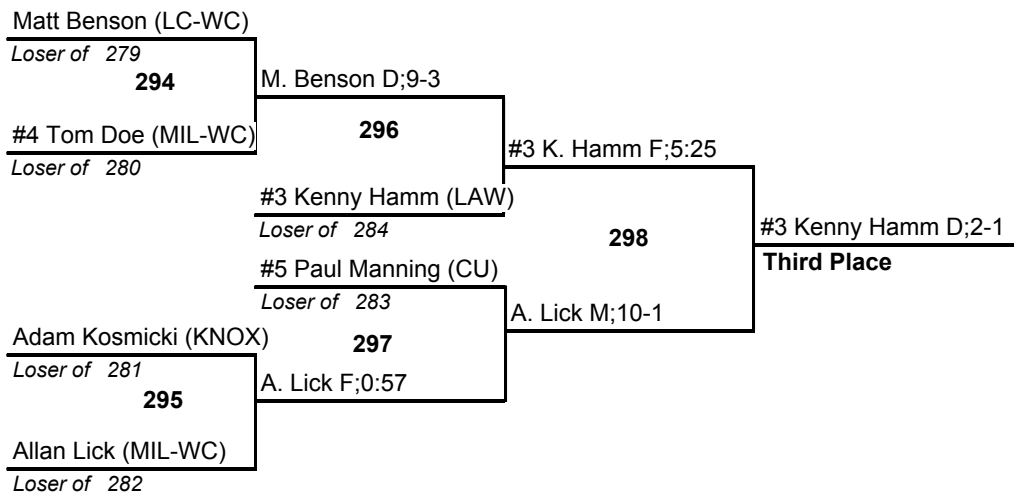 Matt Benson (LC-WC)
Loser of 279
294
M. Benson D;9-3
#4 Tom Doe (MIL-WC)
Loser of 280
296
#3 K. Hamm F;5:25
#3 Kenny Hamm (LAW)
Loser of 284
298
#3 Kenny Hamm D;2-1
Third Place
#5 Paul Manning (CU)
Loser of 283
A. Lick M;10-1
Adam Kosmicki (KNOX)
Loser of 281
297
295
A. Lick F;0:57
Allan Lick (MIL-WC)
Loser of 282